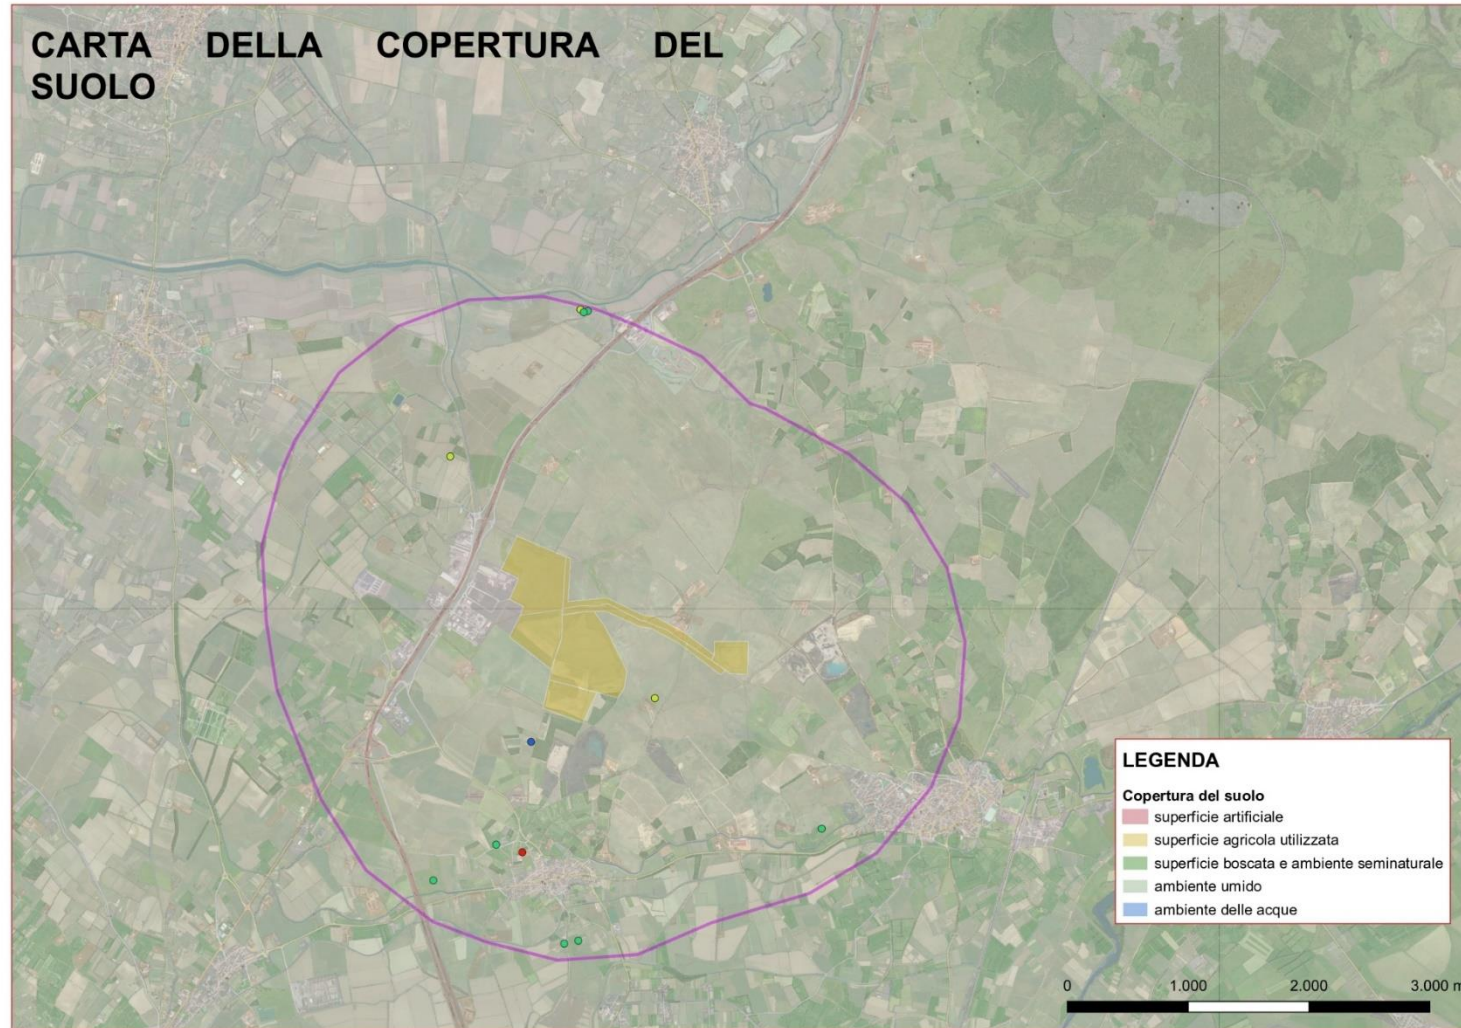 CARTA DELLA COPERTURA DEL
SUOLO
LEGENDA
Copertura del suolo
superficie artificiale
superficie agricola utilizzata
superficie boscata e ambiente seminaturale
ambiente umido
ambiente delle acque
0 1.000 2.000 3.000 m